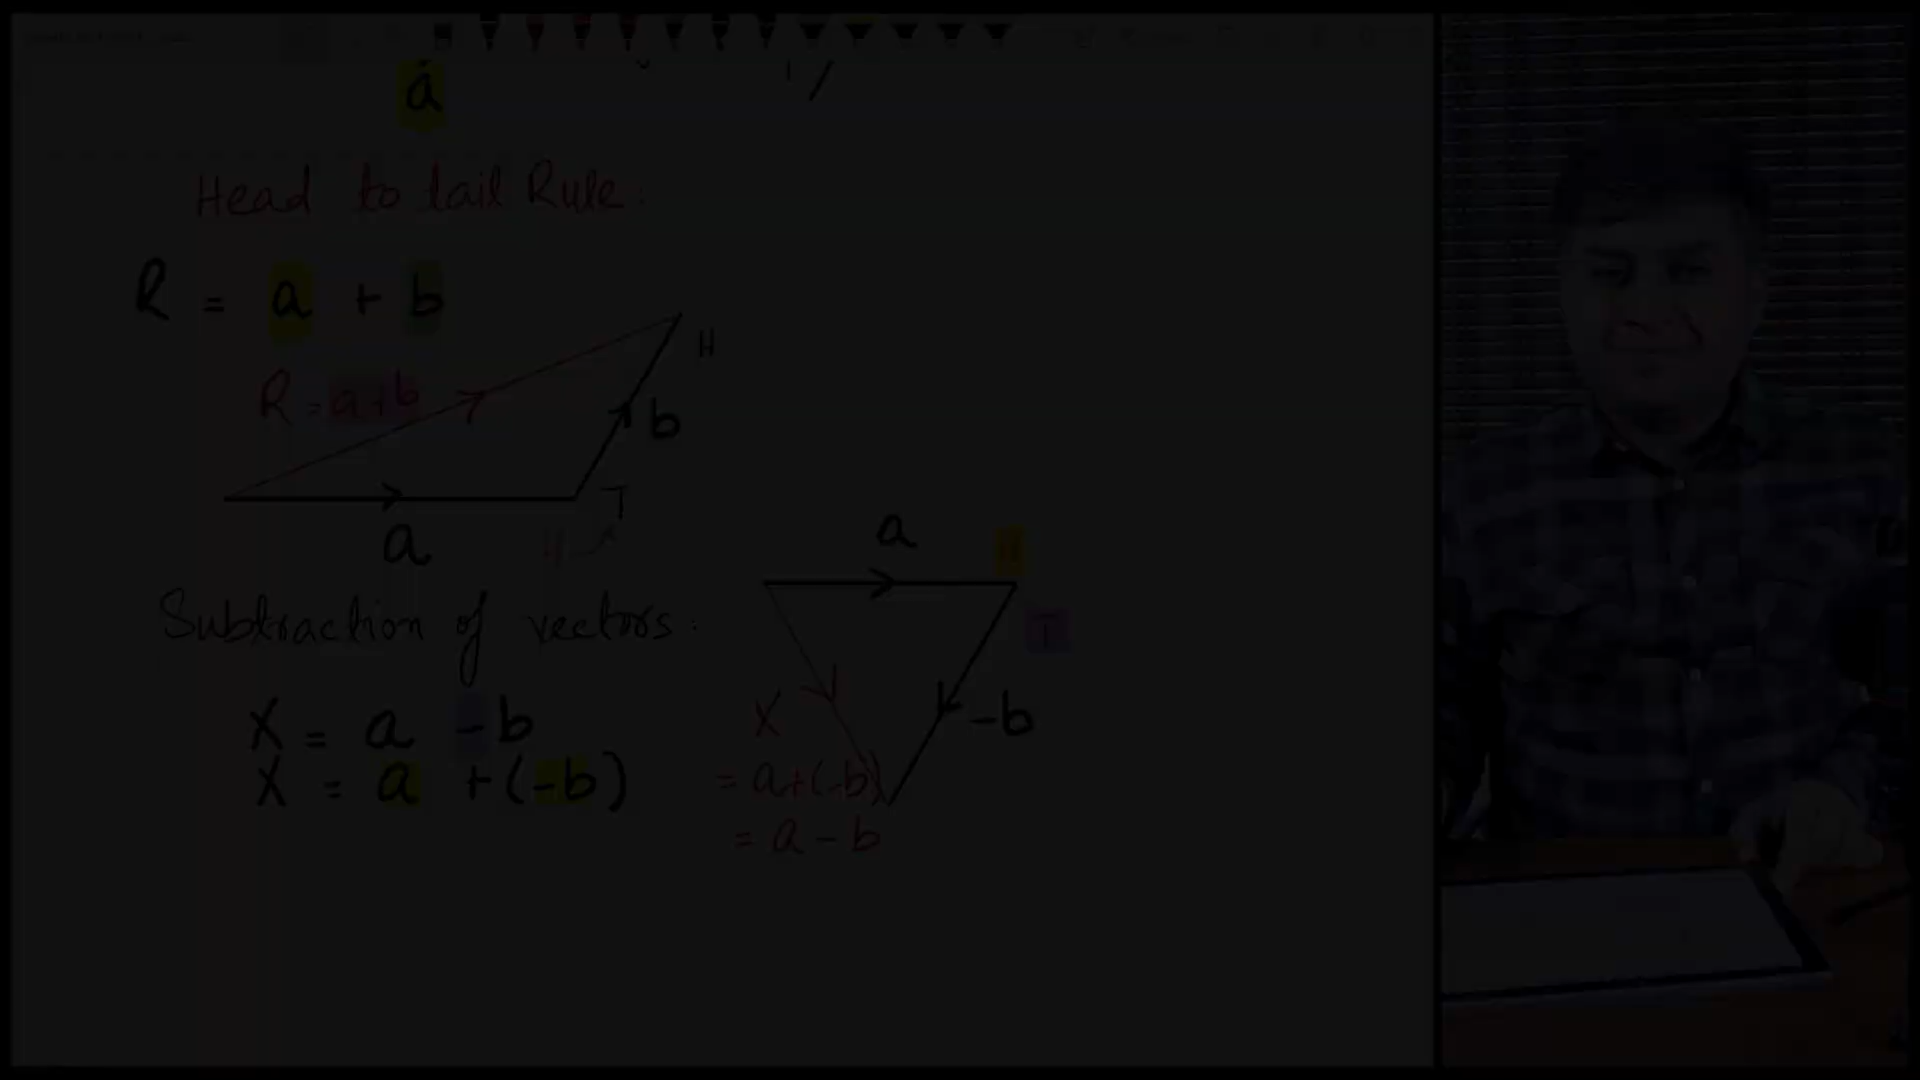 a
Head to tail Rule:
R = a + b
H
R = a+b
b
T
a
H
a
H
Subtraction of vectors:
T
X = a - b
X
-b
X = a + (-b)
= a+(-b)
= a - b